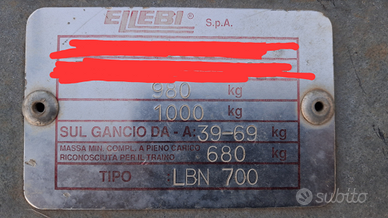 ELLEBI® S.p.A.
980 kg
1000 kg
SUL GANCIO DA - A: 39-69 kg
MASSA MIN. COMPL. A PIENO CARICO
RICONOSCIUTA PER IL TRAINO 680 kg
TIPO LBN 700
subito